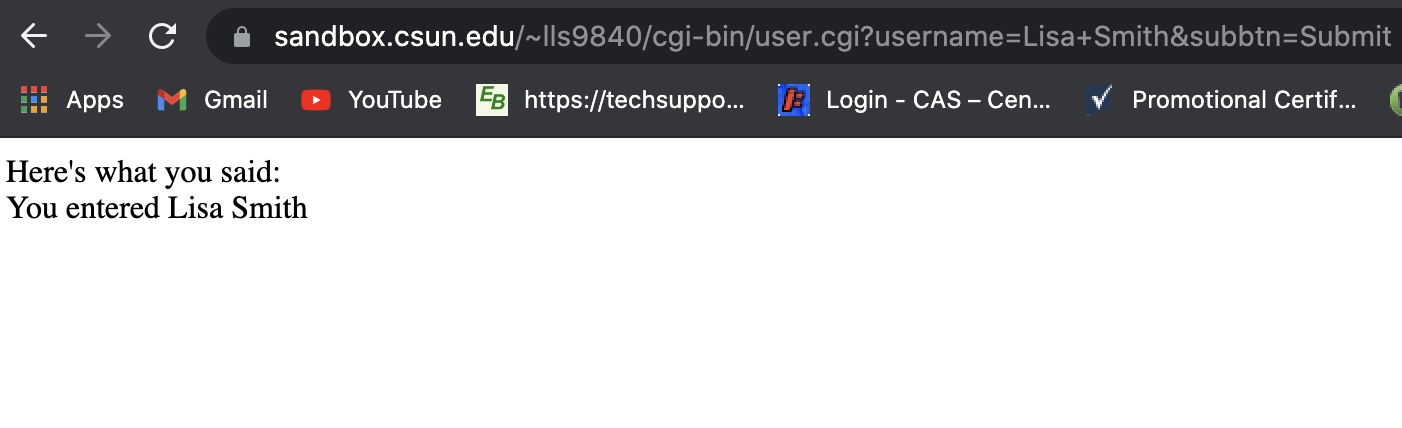 sandbox.csun.edu/~lls9840/cgi-bin/user.cgi?username=Lisa+Smith&subbtn=Submit
Apps Gmail YouTube EB https://techsuppo... Login - CAS – Cen... Promotional Certif...
Here's what you said:
You entered Lisa Smith